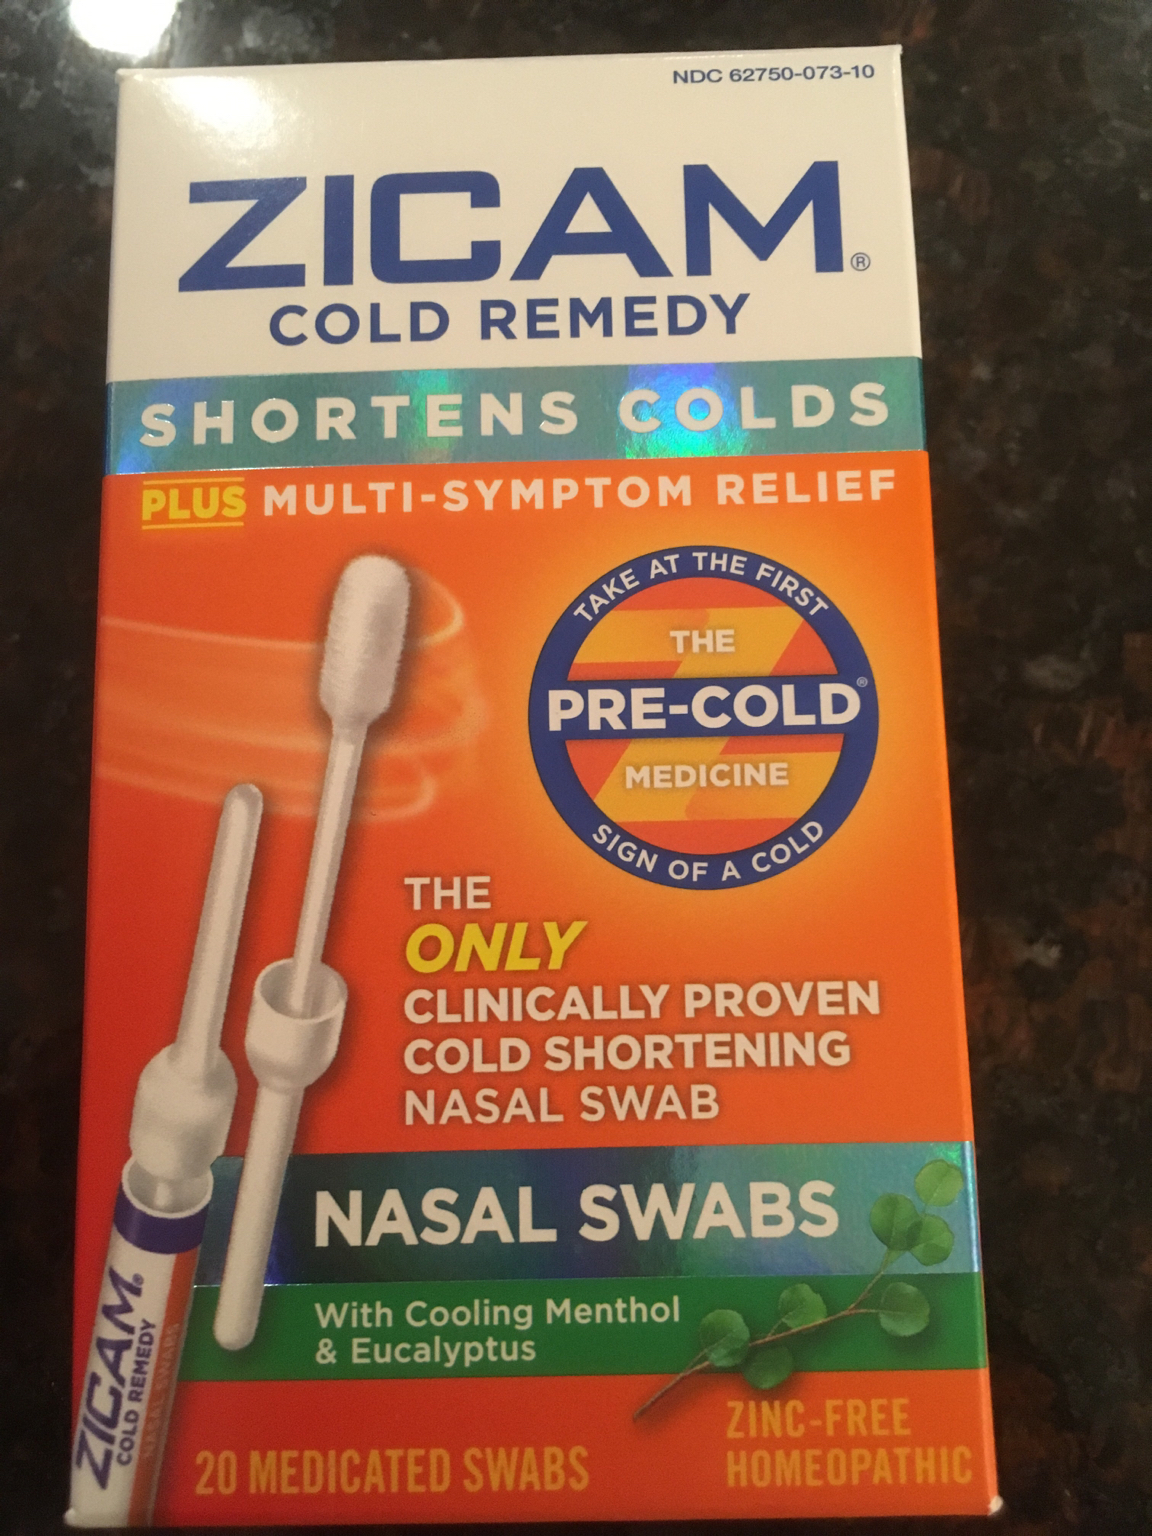 NDC 62750-073-10
ZICAM®
COLD REMEDY
SHORTENS COLDS
PLUS MULTI-SYMPTOM RELIEF
TAKE AT THE FIRST
THE
PRE-COLD®
MEDICINE
SIGN OF A COLD
THE
ONLY
CLINICALLY PROVEN
COLD SHORTENING
NASAL SWAB
NASAL SWABS
With Cooling Menthol
& Eucalyptus
ZICAM®
COLD REMEDY
NASAL SWABS
20 MEDICATED SWABS
ZINC-FREE
HOMEOPATHIC